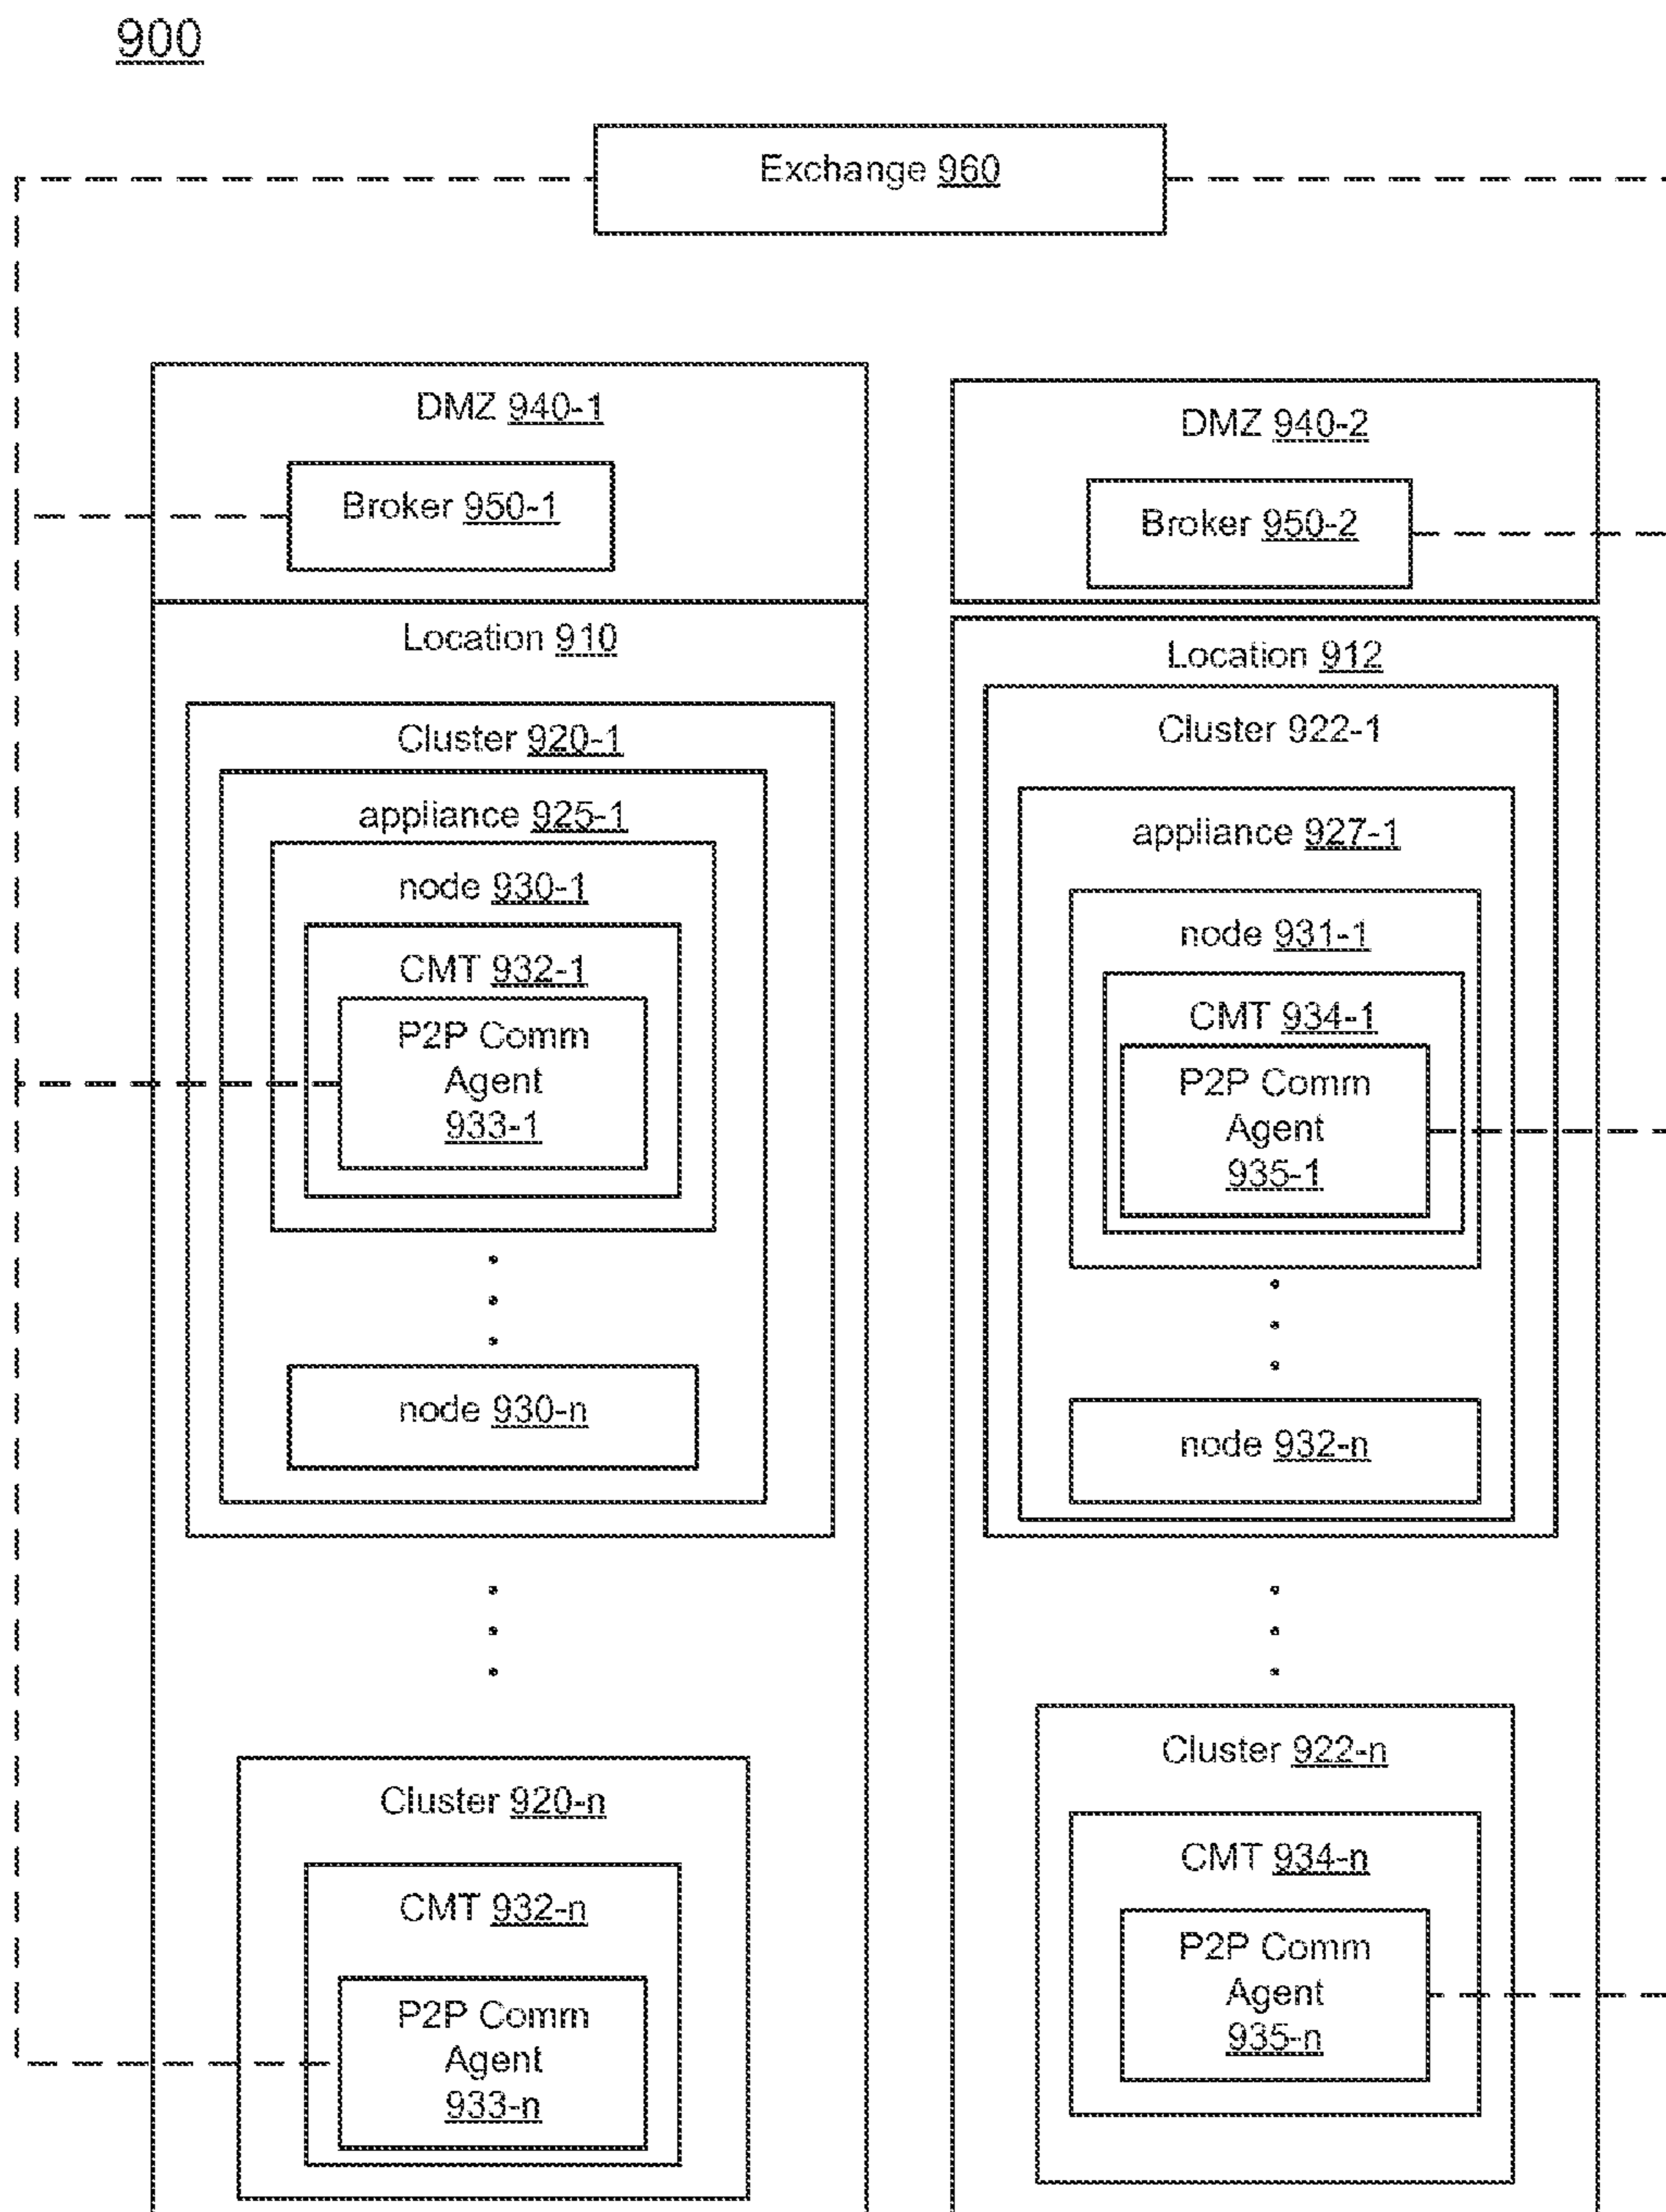 900
Exchange 960
DMZ 940-1
Broker 950-1
Location 910
Cluster 920-1
appliance 925-1
node 930-1
CMT 932-1
P2P Comm
Agent
933-1
node 930-n
Cluster 920-n
CMT 932-n
P2P Comm
Agent
933-n
DMZ 940-2
Broker 950-2
Location 912
Cluster 922-1
appliance 927-1
node 931-1
CMT 934-1
P2P Comm
Agent
935-1
node 932-n
Cluster 922-n
CMT 934-n
P2P Comm
Agent
935-n